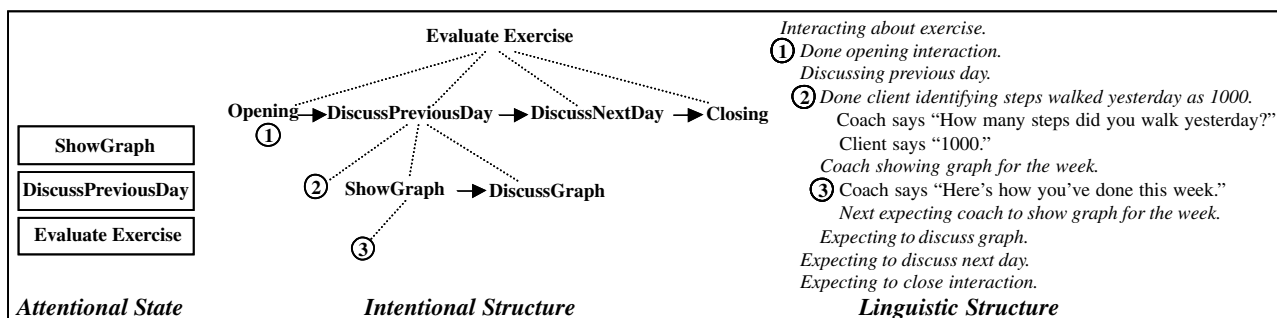 ShowGraph
DiscussPreviousDay
Evaluate Exercise
Attentional State
Evaluate Exercise
Opening DiscussPreviousDay DiscussNextDay Closing
1
2 ShowGraph DiscussGraph
3
Intentional Structure
Interacting about exercise.
1 Done opening interaction.
Discussing previous day.
2 Done client identifying steps walked yesterday as 1000.
Coach says “How many steps did you walk yesterday?”
Client says “1000.”
Coach showing graph for the week.
3 Coach says “Here’s how you’ve done this week.”
Next expecting coach to show graph for the week.
Expecting to discuss graph.
Expecting to discuss next day.
Expecting to close interaction.
Linguistic Structure